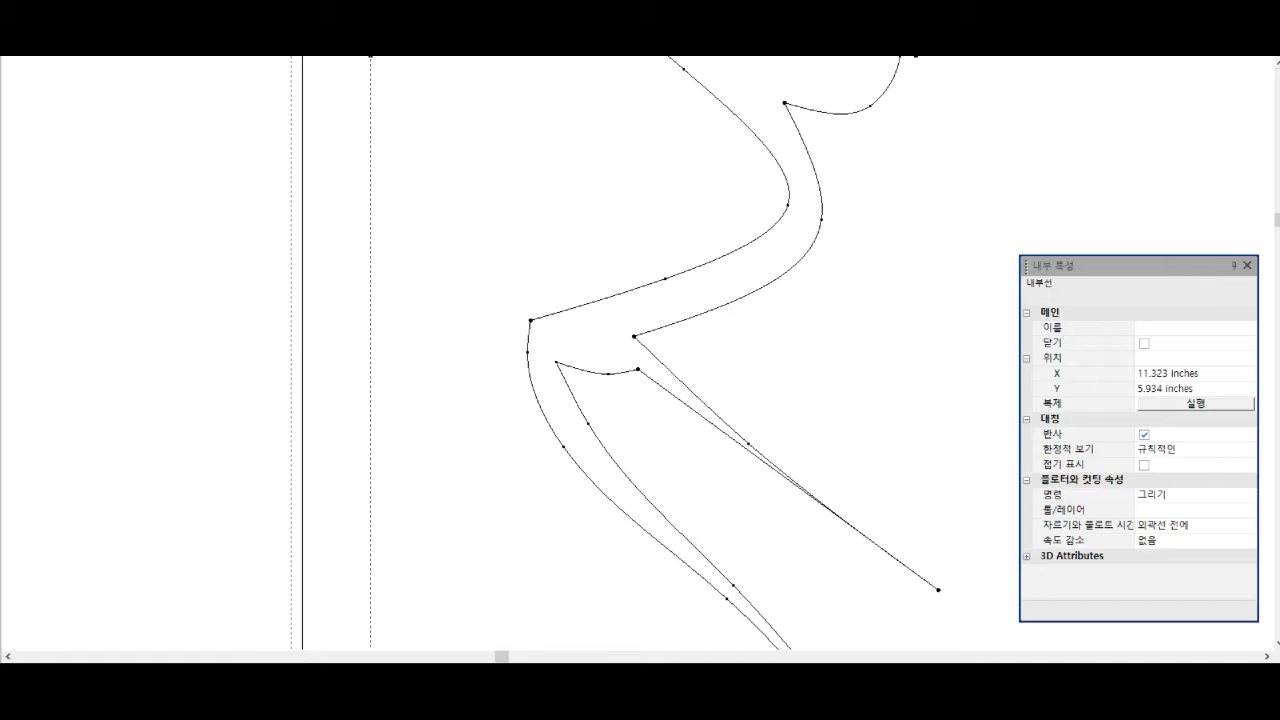 내부 특성
내부선
메인
이름
닫기
위치
X 11.323 inches
Y 5.934 inches
복제 실행
대칭
반사
한정적 보기 규칙적인
접기 표시
플로터와 컷팅 속성
명령 그리기
툴/레이어
자르기와 플로트 시간 외곽선 전에
속도 감소 없음
3D Attributes